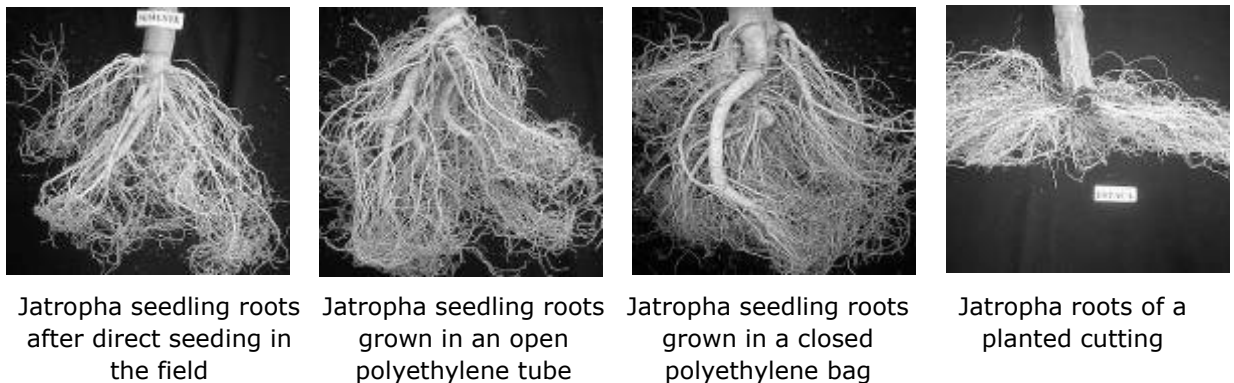 Jatropha seedling roots
after direct seeding in
the field
Jatropha seedling roots
grown in an open
polyethylene tube
Jatropha seedling roots
grown in a closed
polyethylene bag
Jatropha roots of a
planted cutting